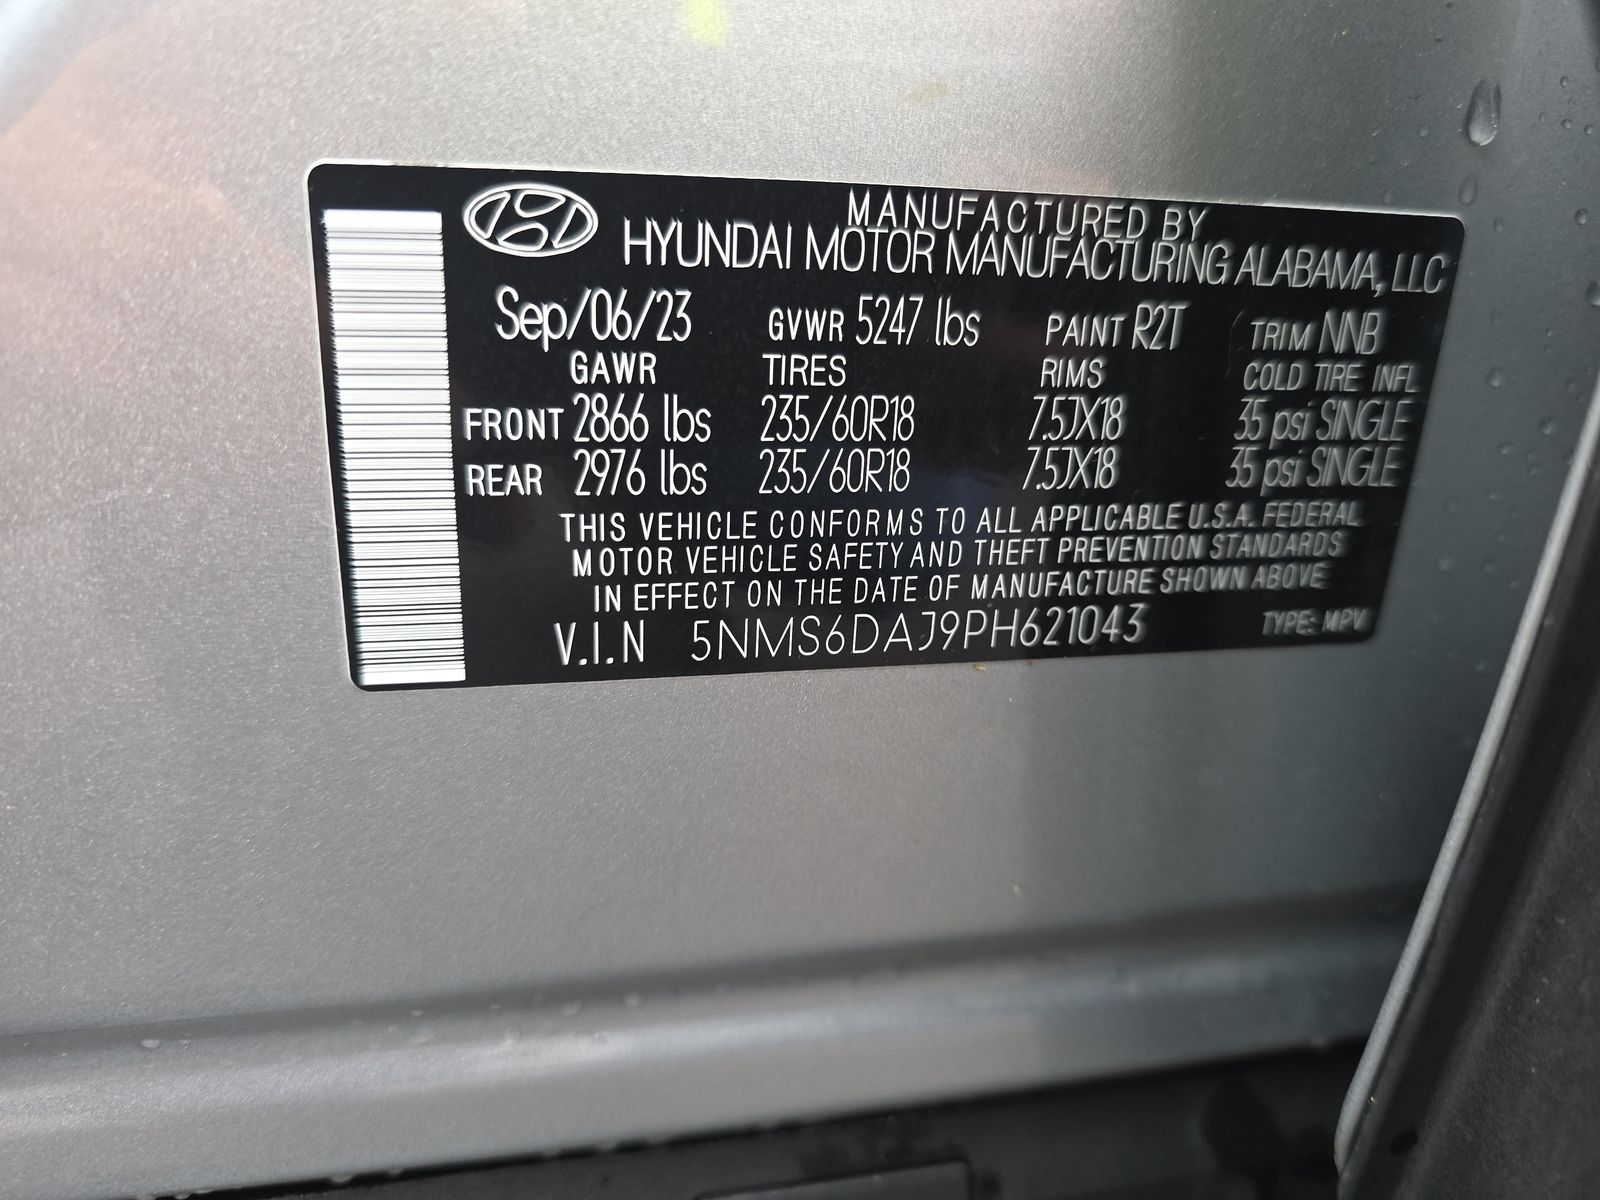 MANUFACTURED BY
HYUNDAI MOTOR MANUFACTURING ALABAMA, LLC
Sep/06/23 GVWR 5247 lbs PAINT R2T TRIM NNB
GAWR TIRES RIMS COLD TIRE INFL
FRONT 2866 lbs 235/60R18 7.5JX18 35 psi SINGLE
REAR 2976 lbs 235/60R18 7.5JX18 35 psi SINGLE
THIS VEHICLE CONFORMS TO ALL APPLICABLE U.S.A. FEDERAL
MOTOR VEHICLE SAFETY AND THEFT PREVENTION STANDARDS
IN EFFECT ON THE DATE OF MANUFACTURE SHOWN ABOVE
V.I.N 5NMS6DAJ9PH621043 TYPE: MPV